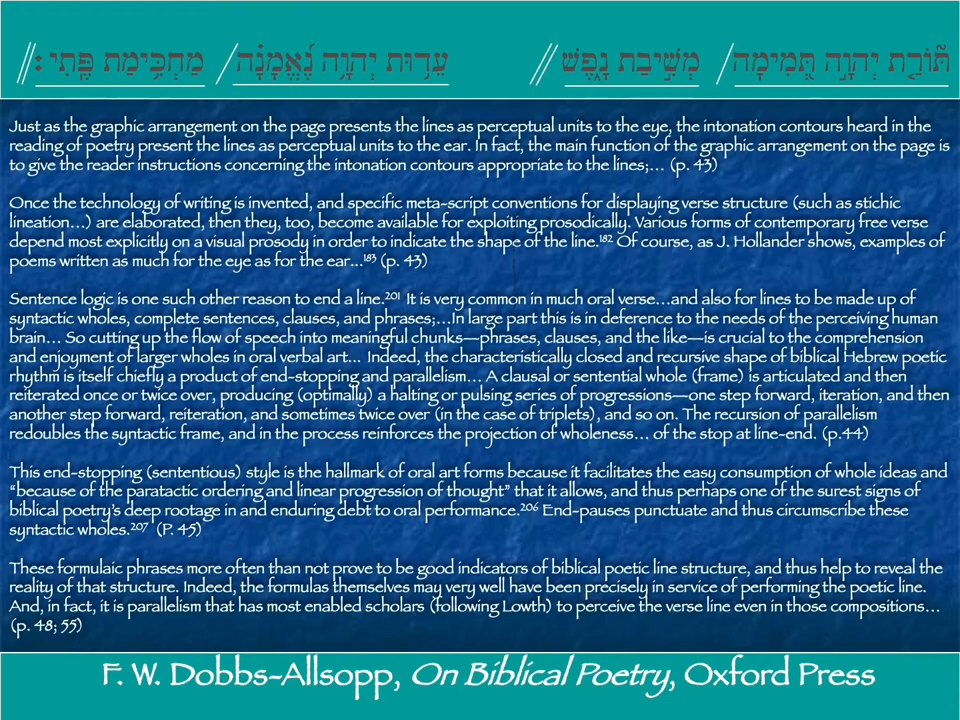 תּ֘וֹרַ֤ת יְהוָ֣ה תְּ֭מִימָה / מְשִׁ֣יבַת נָ֑פֶשׁ // עֵד֥וּת יְהוָ֥ה נֶ֝אֱמָנָ֗ה / מַחְכִּ֥ימַת פֶּֽתִי׃ //
Just as the graphic arrangement on the page presents the lines as perceptual units to the eye, the intonation contours heard in the
reading of poetry present the lines as perceptual units to the ear. In fact, the main function of the graphic arrangement on the page is
to give the reader instructions concerning the intonation contours appropriate to the lines;… (p. 43)
Once the technology of writing is invented, and specific meta-script conventions for displaying verse structure (such as stichic
lineation…) are elaborated, then they, too, become available for exploiting prosodically. Various forms of contemporary free verse
depend most explicitly on a visual prosody in order to indicate the shape of the line.¹⁸² Of course, as J. Hollander shows, examples of
poems written as much for the eye as for the ear...¹⁸³ (p. 43)
Sentence logic is one such other reason to end a line.²⁰¹ It is very common in much oral verse…and also for lines to be made up of
syntactic wholes, complete sentences, clauses, and phrases;…In large part this is in deference to the needs of the perceiving human
brain… So cutting up the flow of speech into meaningful chunks—phrases, clauses, and the like—is crucial to the comprehension
and enjoyment of larger wholes in oral verbal art... Indeed, the characteristically closed and recursive shape of biblical Hebrew poetic
rhythm is itself chiefly a product of end-stopping and parallelism… A clausal or sentential whole (frame) is articulated and then
reiterated once or twice over, producing (optimally) a halting or pulsing series of progressions—one step forward, iteration, and then
another step forward, reiteration, and sometimes twice over (in the case of triplets), and so on. The recursion of parallelism
redoubles the syntactic frame, and in the process reinforces the projection of wholeness… of the stop at line-end. (p.44)
This end-stopping (sententious) style is the hallmark of oral art forms because it facilitates the easy consumption of whole ideas and
“because of the paratactic ordering and linear progression of thought” that it allows, and thus perhaps one of the surest signs of
biblical poetry’s deep rootage in and enduring debt to oral performance.²⁰⁶ End-pauses punctuate and thus circumscribe these
syntactic wholes.²⁰⁷ (P. 45)
These formulaic phrases more often than not prove to be good indicators of biblical poetic line structure, and thus help to reveal the
reality of that structure. Indeed, the formulas themselves may very well have been precisely in service of performing the poetic line.
And, in fact, it is parallelism that has most enabled scholars (following Lowth) to perceive the verse line even in those compositions…
(p. 48; 55)
F. W. Dobbs-Allsopp, On Biblical Poetry, Oxford Press